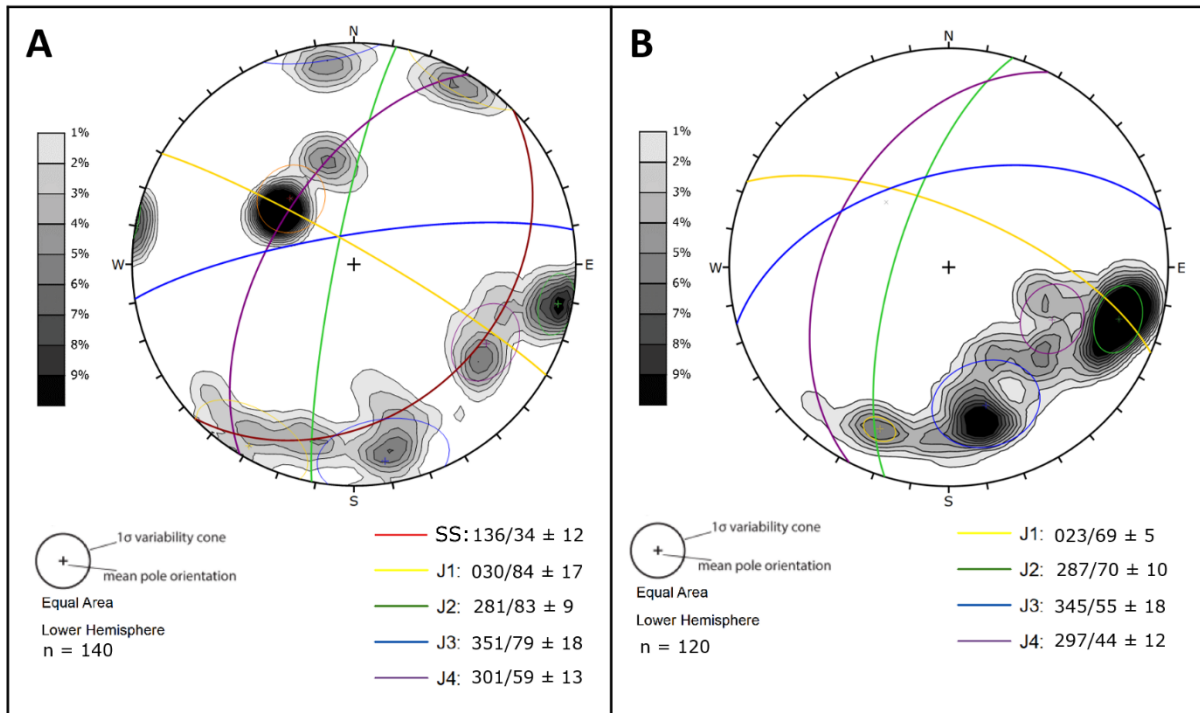 A
N
W
E
S
1%
2%
3%
4%
5%
6%
7%
8%
9%
1σ variability cone
mean pole orientation
Equal Area
Lower Hemisphere
n = 140
SS: 136/34 ± 12
J1: 030/84 ± 17
J2: 281/83 ± 9
J3: 351/79 ± 18
J4: 301/59 ± 13
B
N
W
E
S
1%
2%
3%
4%
5%
6%
7%
8%
9%
1σ variability cone
mean pole orientation
Equal Area
Lower Hemisphere
n = 120
J1: 023/69 ± 5
J2: 287/70 ± 10
J3: 345/55 ± 18
J4: 297/44 ± 12